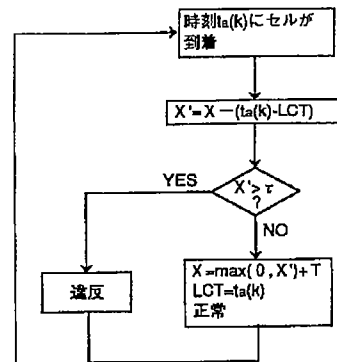 時刻ta(k)にセルが
到着
X'=X－(ta(k)-LCT)
X'>τ
?
YES
NO
違反
X=max(0,X')+T
LCT=ta(k)
正常